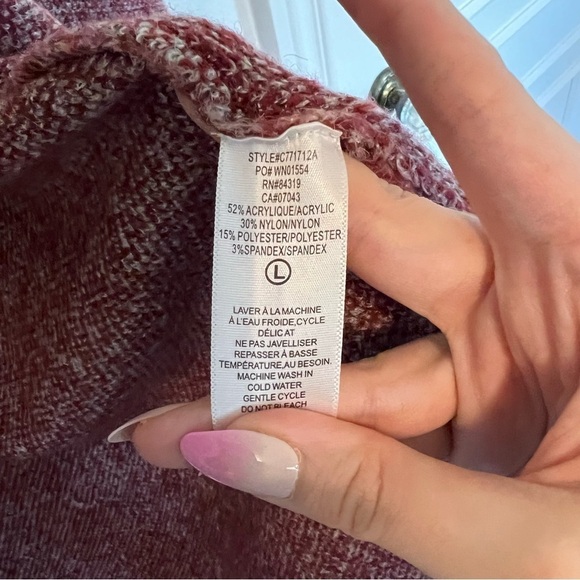 STYLE#C771712A
PO# WN01554
RN#84319
CA#07043
52% ACRYLIQUE/ACRYLIC
30% NYLON/NYLON
15% POLYESTER/POLYESTER
3%SPANDEX/SPANDEX
L
LAVER À LA MACHINE
À L'EAU FROIDE,CYCLE
DÉLIC AT
NE PAS JAVELLISER
REPASSER À BASSE
TEMPÉRATURE,AU BESOIN.
MACHINE WASH IN
COLD WATER
GENTLE CYCLE
DO NOT BLEACH